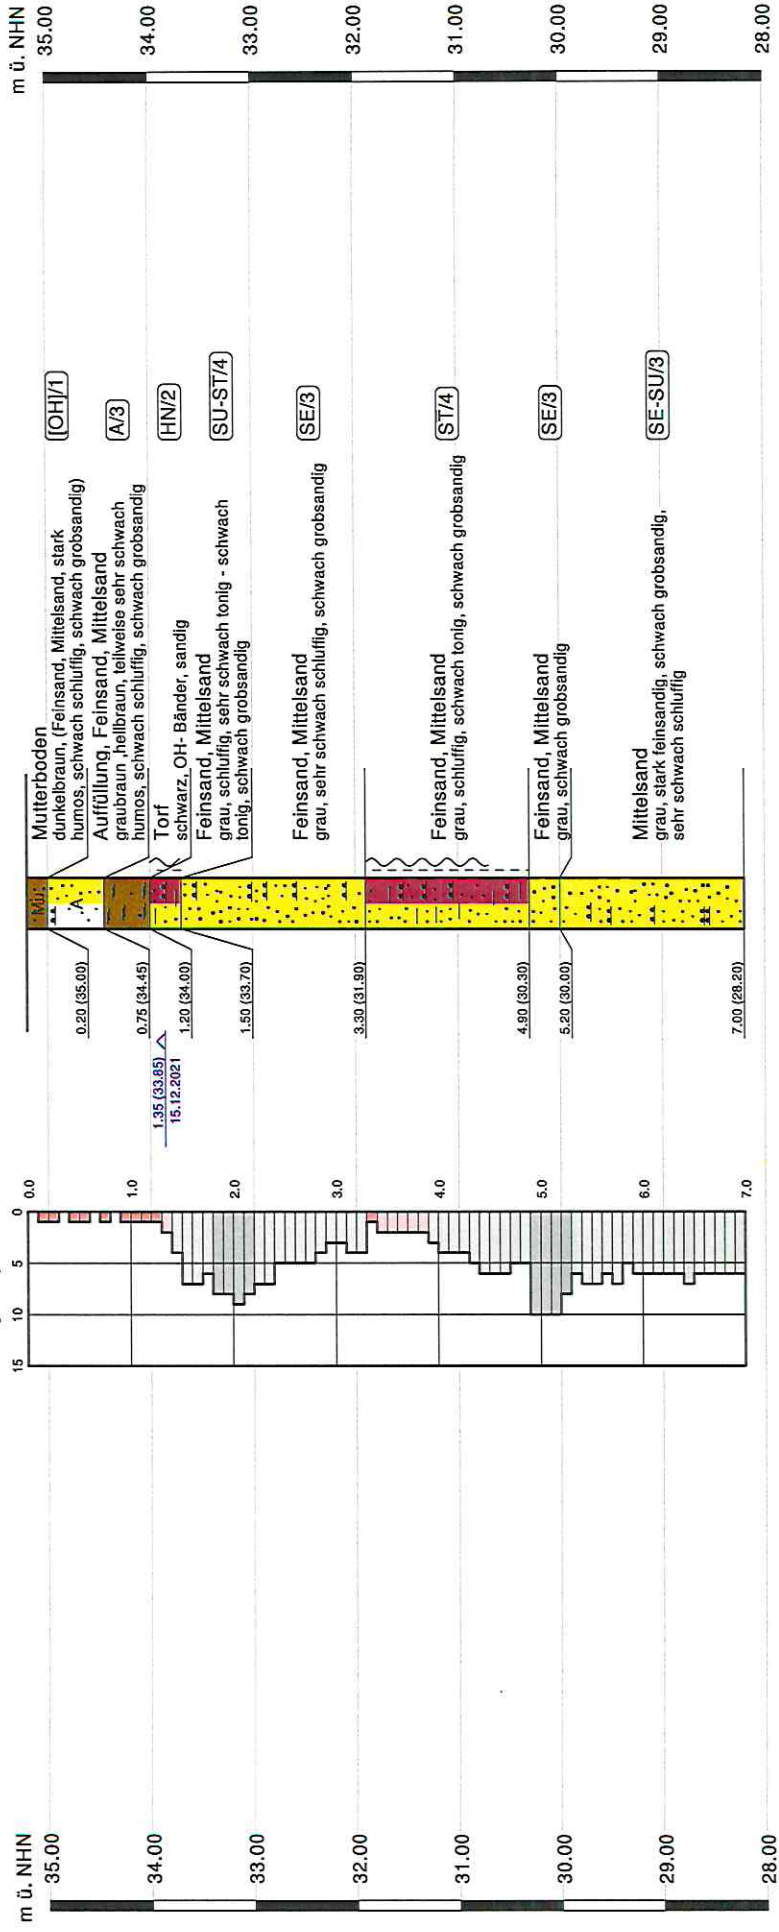 m ü. NHN
35.00
34.00
33.00
32.00
31.00
30.00
29.00
28.00
15
10
5
0
0.0
1.0
2.0
3.0
4.0
5.0
6.0
7.0
1.35 (33.85)
15.12.2021
0.20 (35.00)
0.75 (34.45)
1.20 (34.00)
1.50 (33.70)
3.30 (31.90)
4.90 (30.30)
5.20 (30.00)
7.00 (28.20)
Mu
A
Mutterboden
dunkelbraun, (Feinsand, Mittelsand, stark
humos, schwach schluffig, schwach grobsandig)
[OH]/1
Auffüllung, Feinsand, Mittelsand
graubraun ,hellbraun, teilweise sehr schwach
humos, schwach schluffig, schwach grobsandig
A/3
Torf
schwarz, OH- Bänder, sandig
HN/2
Feinsand, Mittelsand
grau, schluffig, sehr schwach tonig - schwach
tonig, schwach grobsandig
SU-ST/4
Feinsand, Mittelsand
grau, sehr schwach schluffig, schwach grobsandig
SE/3
Feinsand, Mittelsand
grau, schluffig, schwach tonig, schwach grobsandig
ST/4
Feinsand, Mittelsand
grau, schwach grobsandig
SE/3
Mittelsand
grau, stark feinsandig, schwach grobsandig,
sehr schwach schluffig
SE-SU/3
m ü. NHN
35.00
34.00
33.00
32.00
31.00
30.00
29.00
28.00